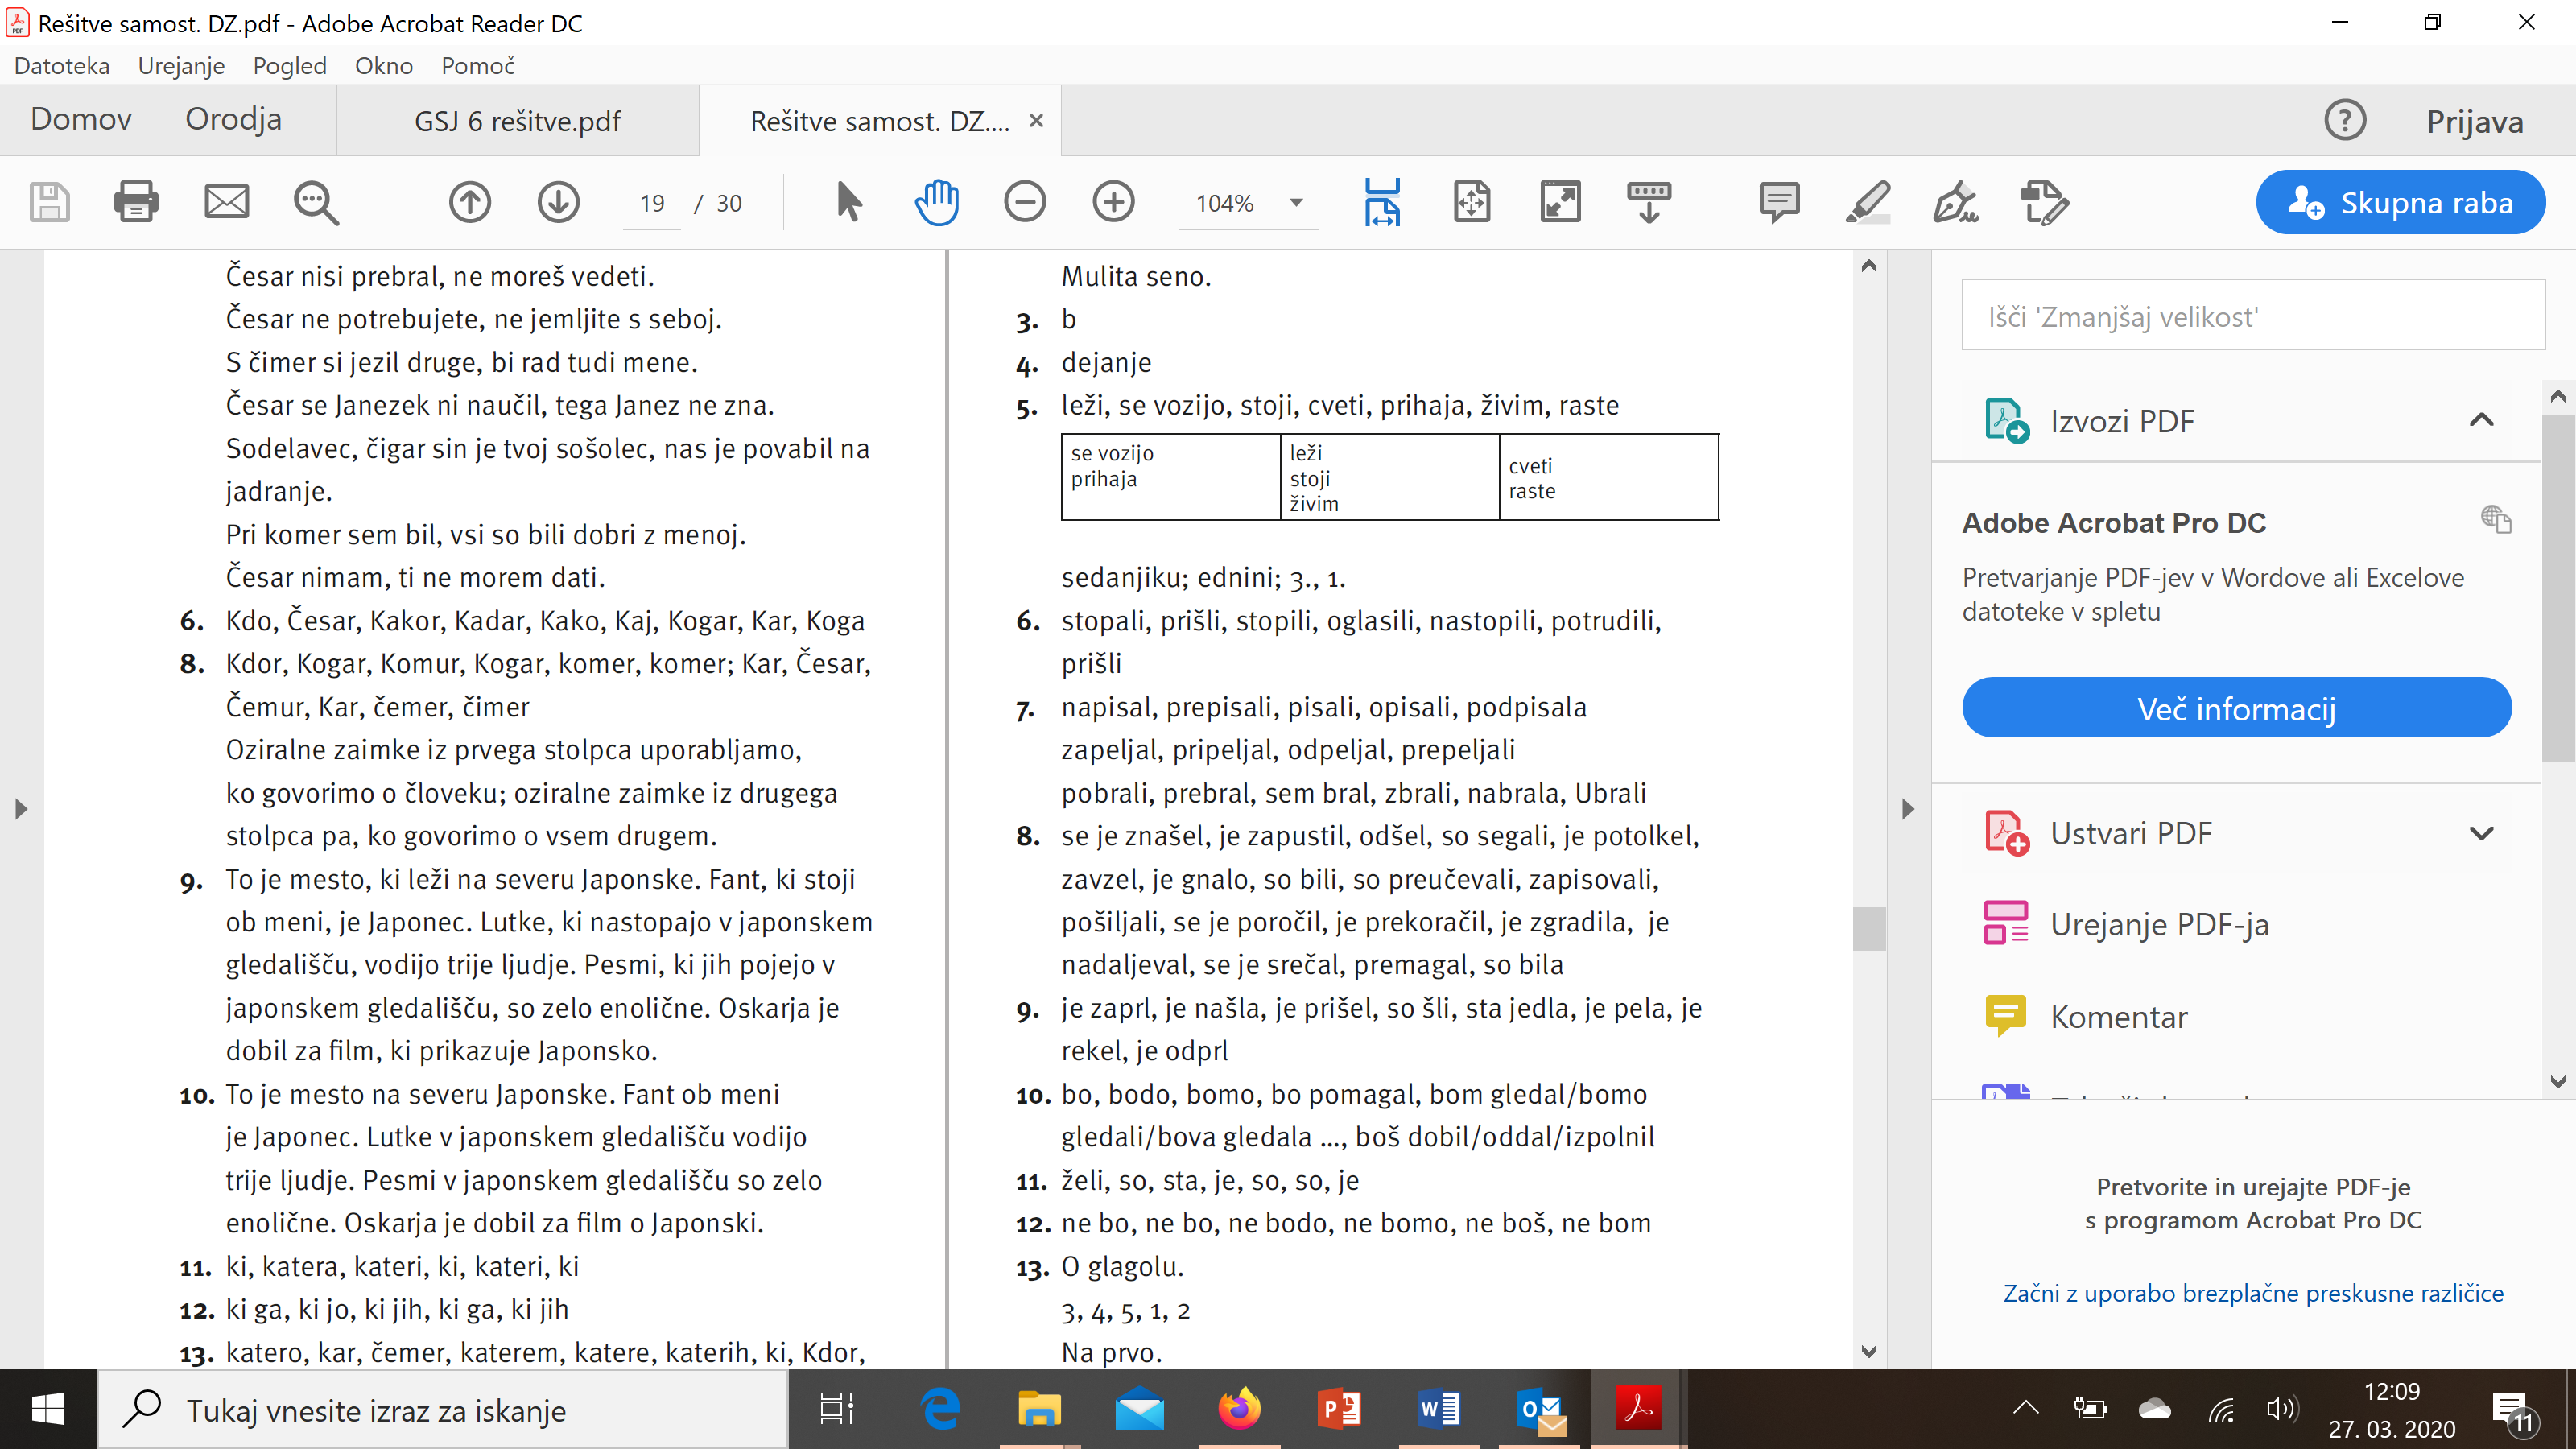 Rešitve samost. DZ.pdf - Adobe Acrobat Reader DC
Datoteka Urejanje Pogled Okno Pomoč
Domov Orodja GSJ 6 rešitve.pdf Rešitve samost. DZ.... × Prijava
19 / 30 104% Skupna raba
Česar nisi prebral, ne moreš vedeti.
Česar ne potrebujete, ne jemljite s seboj.
S čimer si jezil druge, bi rad tudi mene.
Česar se Janezek ni naučil, tega Janez ne zna.
Sodelavec, čigar sin je tvoj sošolec, nas je povabil na
jadranje.
Pri komer sem bil, vsi so bili dobri z menoj.
Česar nimam, ti ne morem dati.
6. Kdo, Česar, Kakor, Kadar, Kako, Kaj, Kogar, Kar, Koga
8. Kdor, Kogar, Komur, Kogar, komer, komer; Kar, Česar,
Čemur, Kar, čemer, čimer
Oziralne zaimke iz prvega stolpca uporabljamo,
ko govorimo o človeku; oziralne zaimke iz drugega
stolpca pa, ko govorimo o vsem drugem.
9. To je mesto, ki leži na severu Japonske. Fant, ki stoji
ob meni, je Japonec. Lutke, ki nastopajo v japonskem
gledališču, vodijo trije ljudje. Pesmi, ki jih pojejo v
japonskem gledališču, so zelo enolične. Oskarja je
dobil za film, ki prikazuje Japonsko.
10. To je mesto na severu Japonske. Fant ob meni
je Japonec. Lutke v japonskem gledališču vodijo
trije ljudje. Pesmi v japonskem gledališču so zelo
enolične. Oskarja je dobil za film o Japonski.
11. ki, katera, kateri, ki, kateri, ki
12. ki ga, ki jo, ki jih, ki ga, ki jih
13. katero, kar, čemer, katerem, katere, katerih, ki, Kdor,
Mulita seno.
3. b
4. dejanje
5. leži, se vozijo, stoji, cveti, prihaja, živim, raste
se vozijo
prihaja
leži
stoji
živim
cveti
raste
sedanjiku; ednini; 3., 1.
6. stopali, prišli, stopili, oglasili, nastopili, potrudili,
prišli
7. napisal, prepisali, pisali, opisali, podpisala
zapeljal, pripeljal, odpeljal, prepeljali
pobrali, prebral, sem bral, zbrali, nabrala, Ubrali
8. se je znašel, je zapustil, odšel, so segali, je potolkel,
zavzel, je gnalo, so bili, so preučevali, zapisovali,
pošiljali, se je poročil, je prekoračil, je zgradila, je
nadaljeval, se je srečal, premagal, so bila
9. je zaprl, je našla, je prišel, so šli, sta jedla, je pela, je
rekel, je odprl
10. bo, bodo, bomo, bo pomagal, bom gledal/bomo
gledali/bova gledala ..., boš dobil/oddal/izpolnil
11. želi, so, sta, je, so, so, je
12. ne bo, ne bo, ne bodo, ne bomo, ne boš, ne bom
13. O glagolu.
3, 4, 5, 1, 2
Na prvo.
Išči 'Zmanjšaj velikost'
Izvozi PDF
Adobe Acrobat Pro DC
Pretvarjanje PDF-jev v Wordove ali Excelove
datoteke v spletu
Več informacij
Ustvari PDF
Urejanje PDF-ja
Komentar
Pretvorite in urejajte PDF-je
s programom Acrobat Pro DC
Začni z uporabo brezplačne preskusne različice
Tukaj vnesite izraz za iskanje
12:09
27. 03. 2020
11